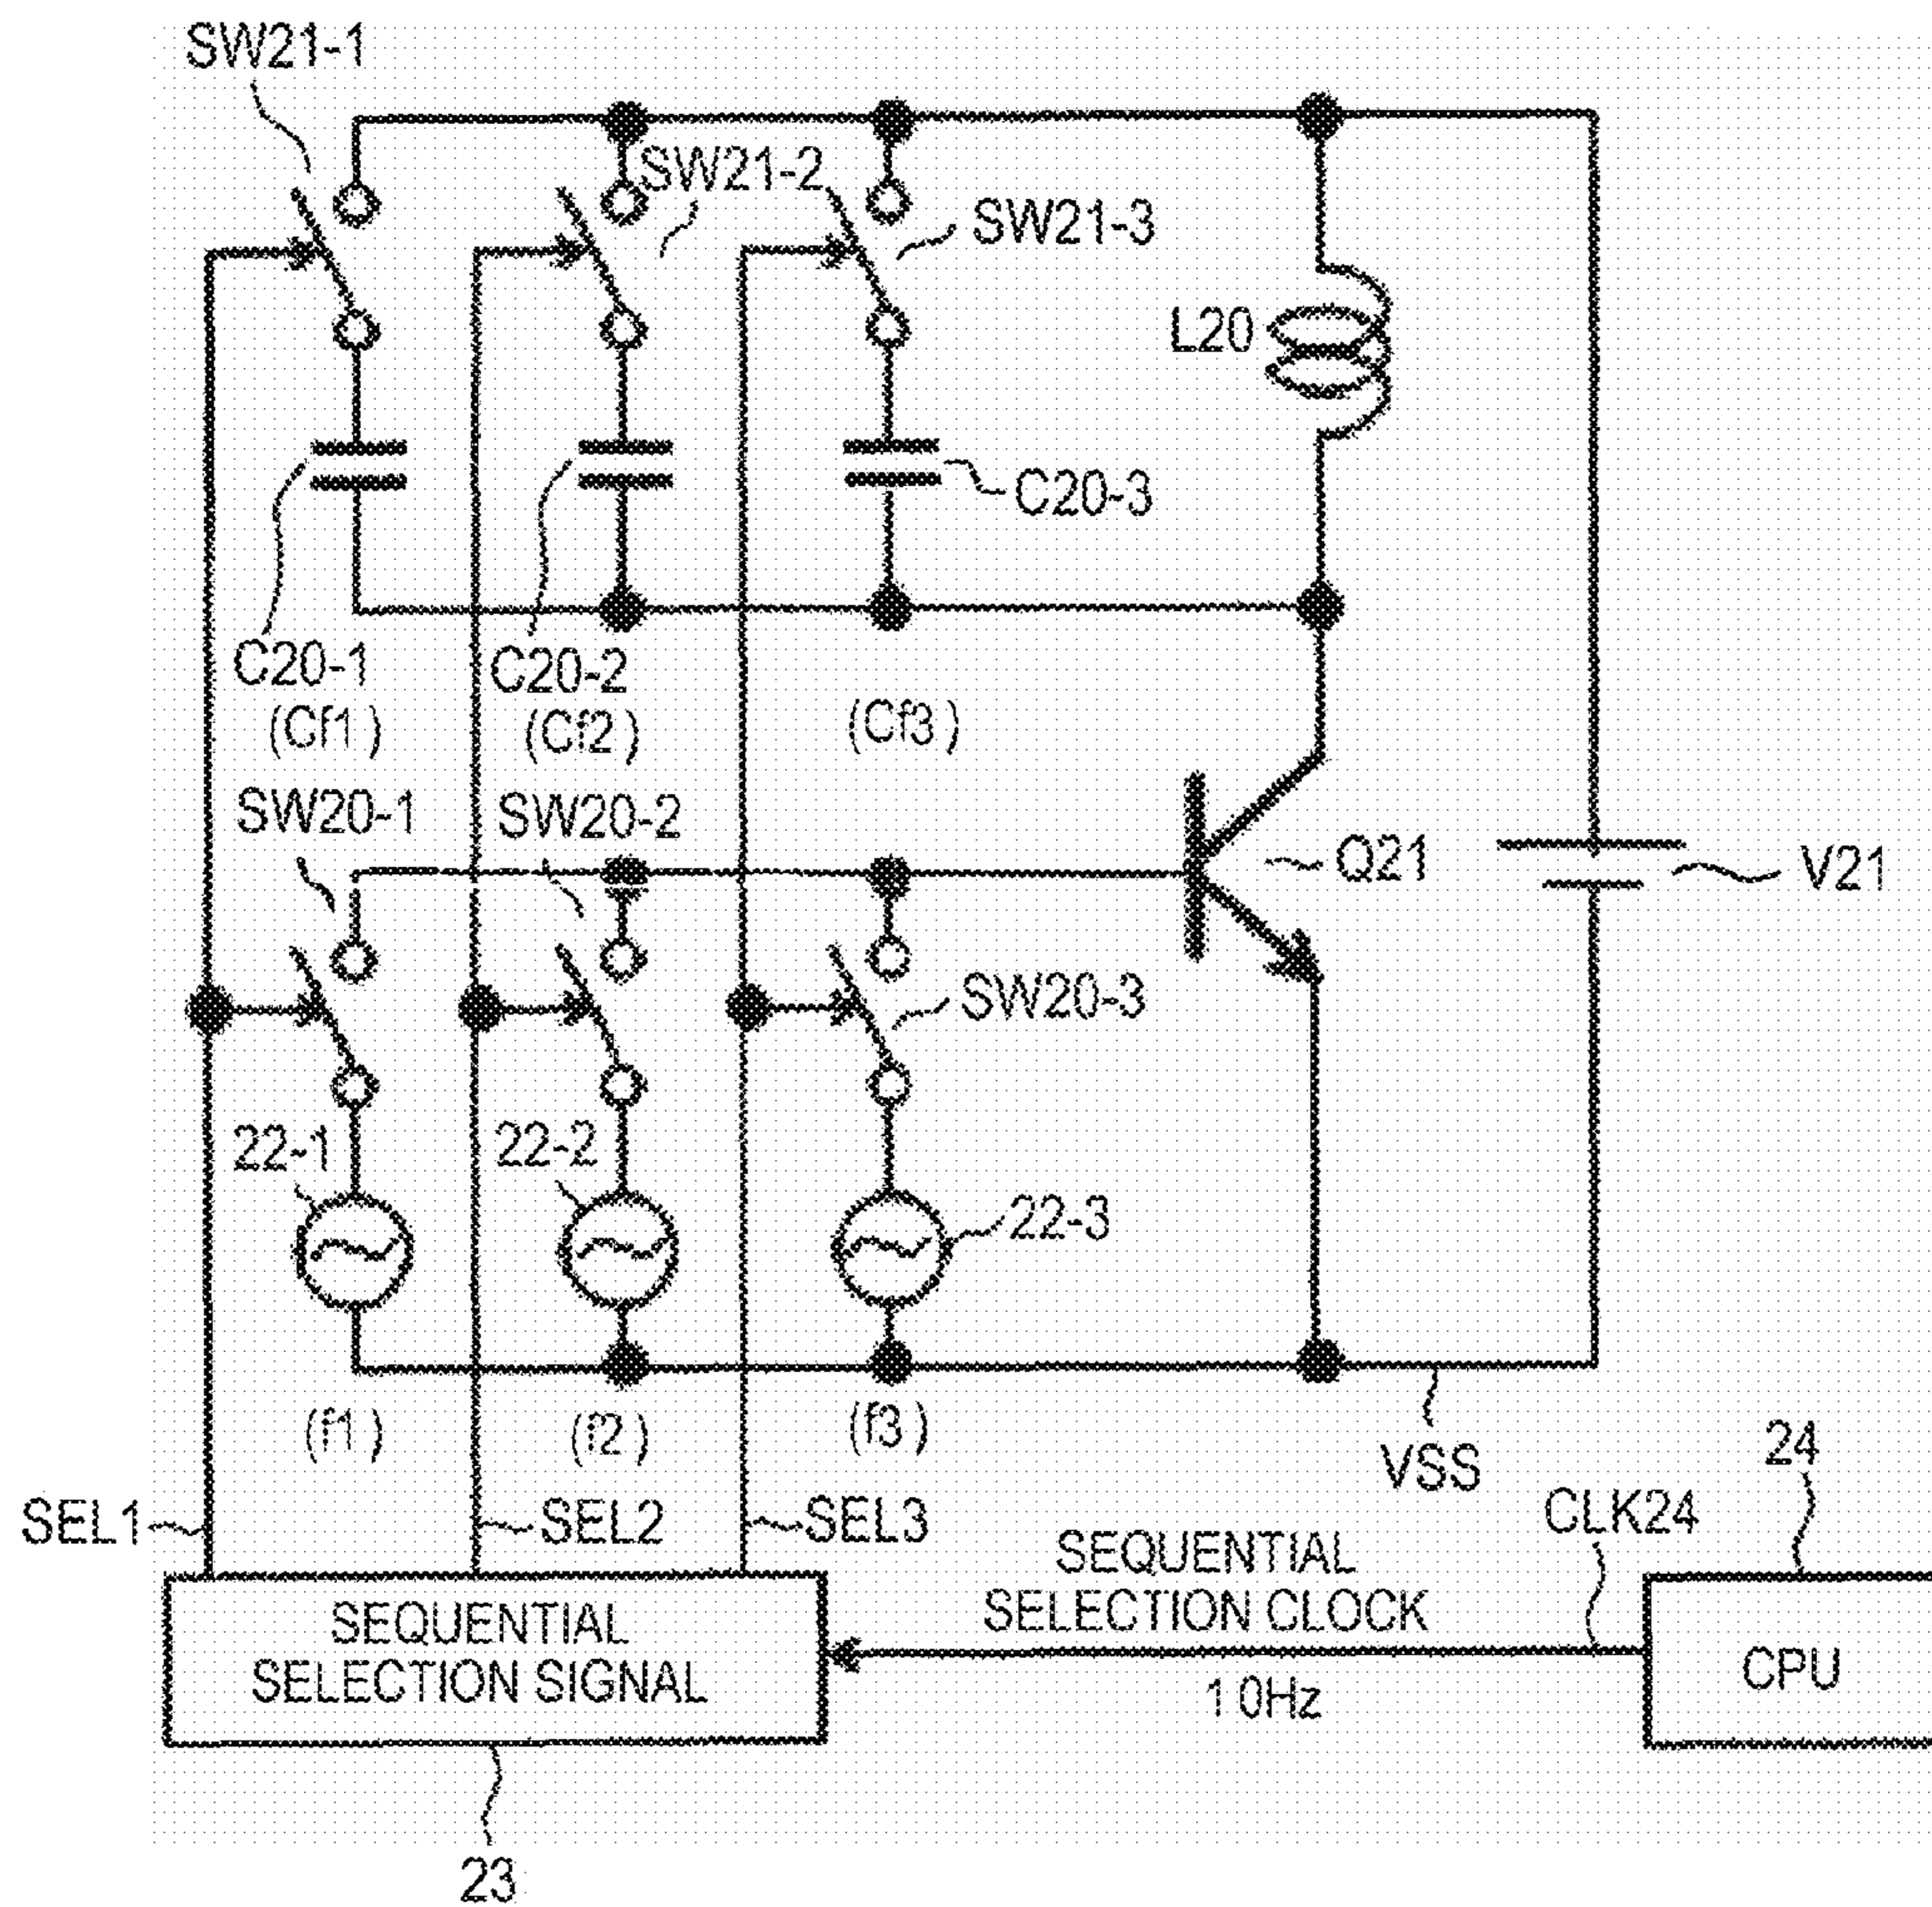 SW21-1
SW21-2
SW21-3
L20
C20-3
C20-1
C20-2
(Cf1)
(Cf2)
(Cf3)
SW20-1
SW20-2
Q21
V21
SW20-3
22-1
22-2
22-3
(f1)
(f2)
(f3)
VSS
24
SEL1
SEL2
SEL3
CLK24
SEQUENTIAL
SELECTION CLOCK
SEQUENTIAL
SELECTION SIGNAL
10Hz
CPU
23